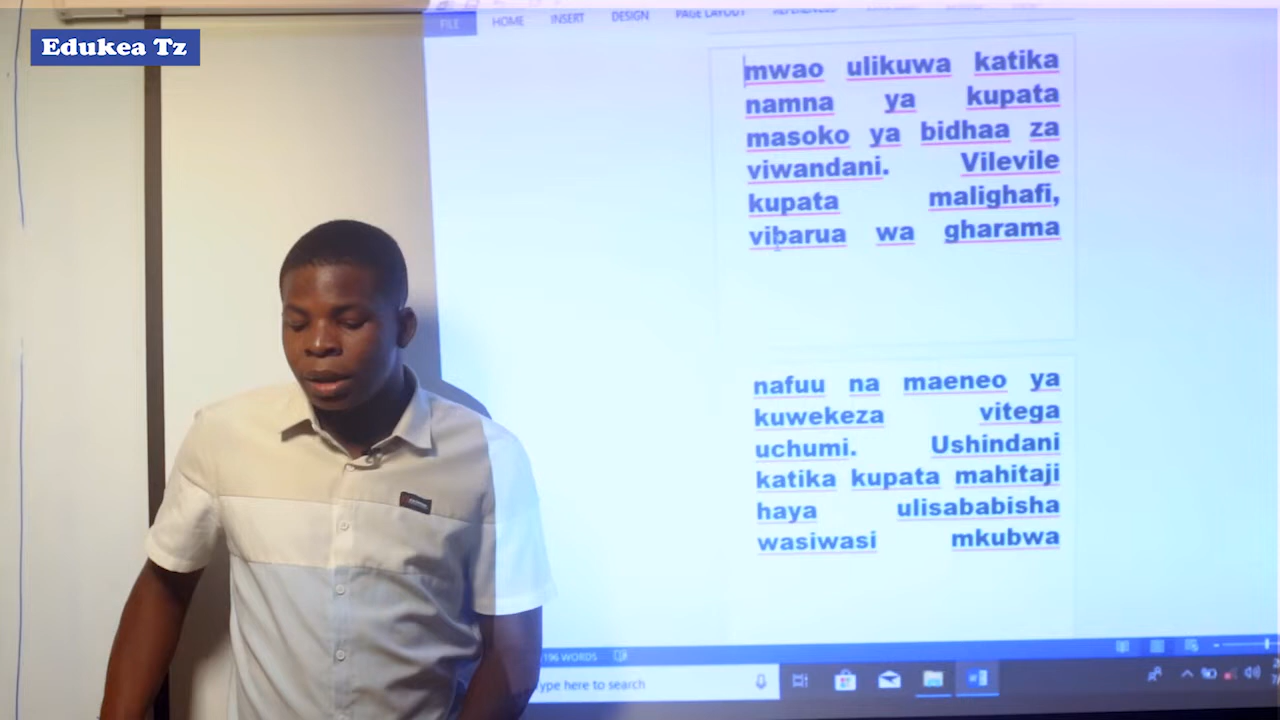 Edukea Tz
FILE HOME INSERT DESIGN PAGE LAYOUT REFERENCES
mwao ulikuwa katika
namna ya kupata
masoko ya bidhaa za
viwandani. Vilevile
kupata malighafi,
vibarua wa gharama
nafuu na maeneo ya
kuwekeza vitega
uchumi. Ushindani
katika kupata mahitaji
haya ulisababisha
wasiwasi mkubwa
196 WORDS
ype here to search